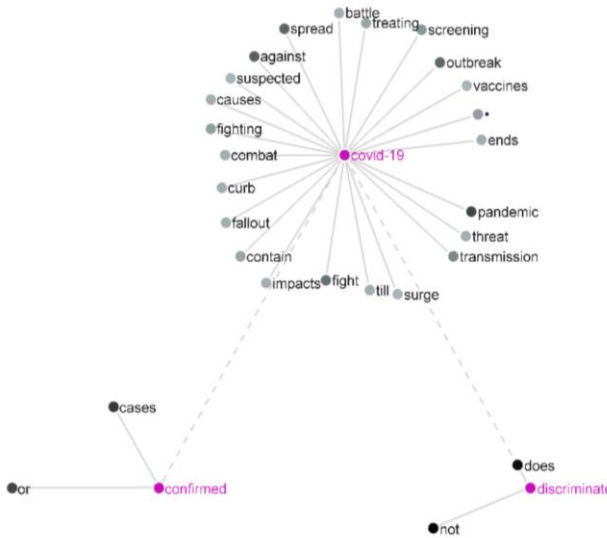 battle
treating
spread
screening
against
outbreak
suspected
vaccines
causes
•
fighting
ends
combat
covid-19
curb
pandemic
fallout
threat
contain
transmission
impacts
fight
till
surge
cases
does
or
confirmed
discriminate
not